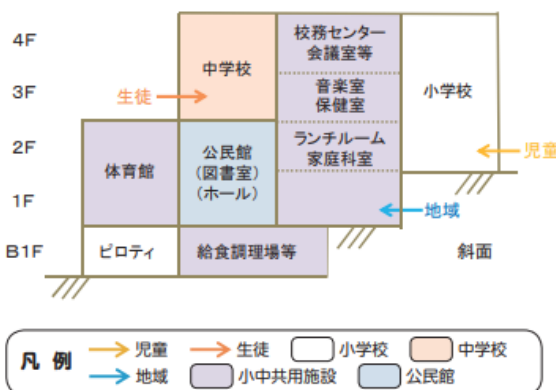 4F
3F
2F
1F
B1F
中学校
生徒
校務センター
会議室等
音楽室
保健室
ランチルーム
家庭科室
小学校
児童
体育館
公民館
(図書室)
(ホール)
地域
ピロティ
給食調理場等
斜面
凡例
児童
生徒
小学校
中学校
地域
小中共用施設
公民館